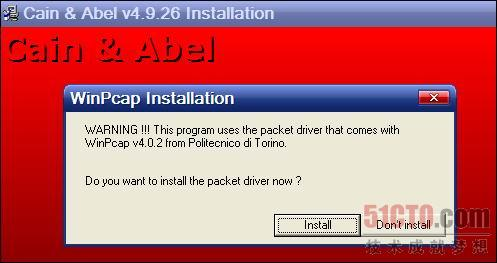 Cain & Abel v4.9.26 Installation
Cain & Abel
WinPcap Installation
WARNING !!! This program uses the packet driver that comes with
WinPcap v4.0.2 from Politecnico di Torino.
Do you want to install the packet driver now ?
Install
Don't install
51CTO.com
技术成就梦想